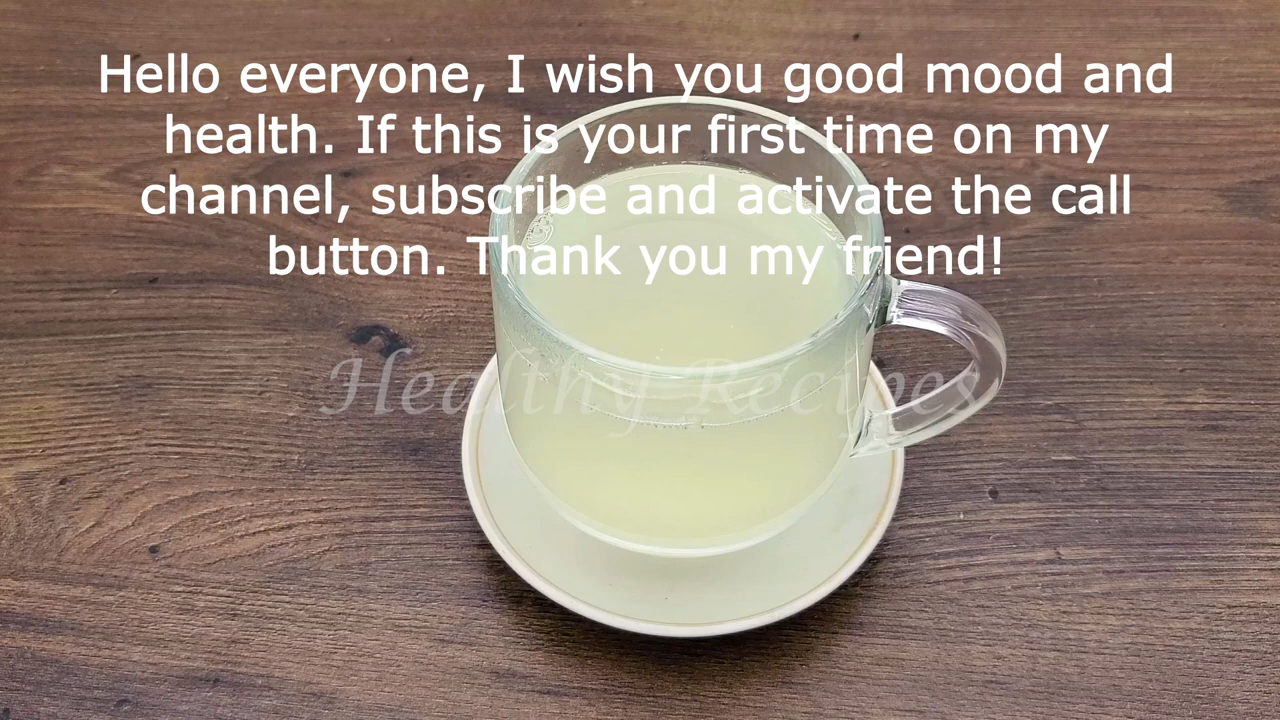 Hello everyone, I wish you good mood and
health. If this is your first time on my
channel, subscribe and activate the call
button. Thank you my friend!
Healthy Recipes